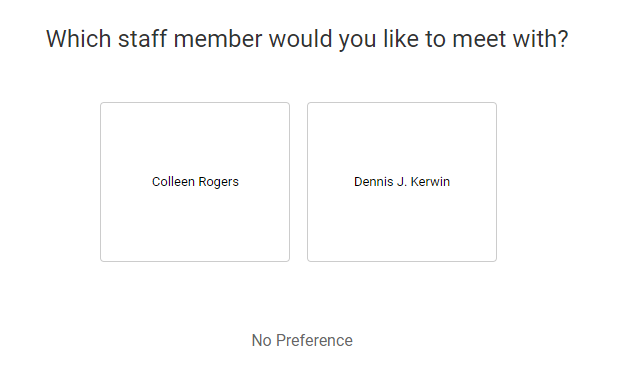 Which staff member would you like to meet with?
Colleen Rogers
Dennis J. Kerwin
No Preference